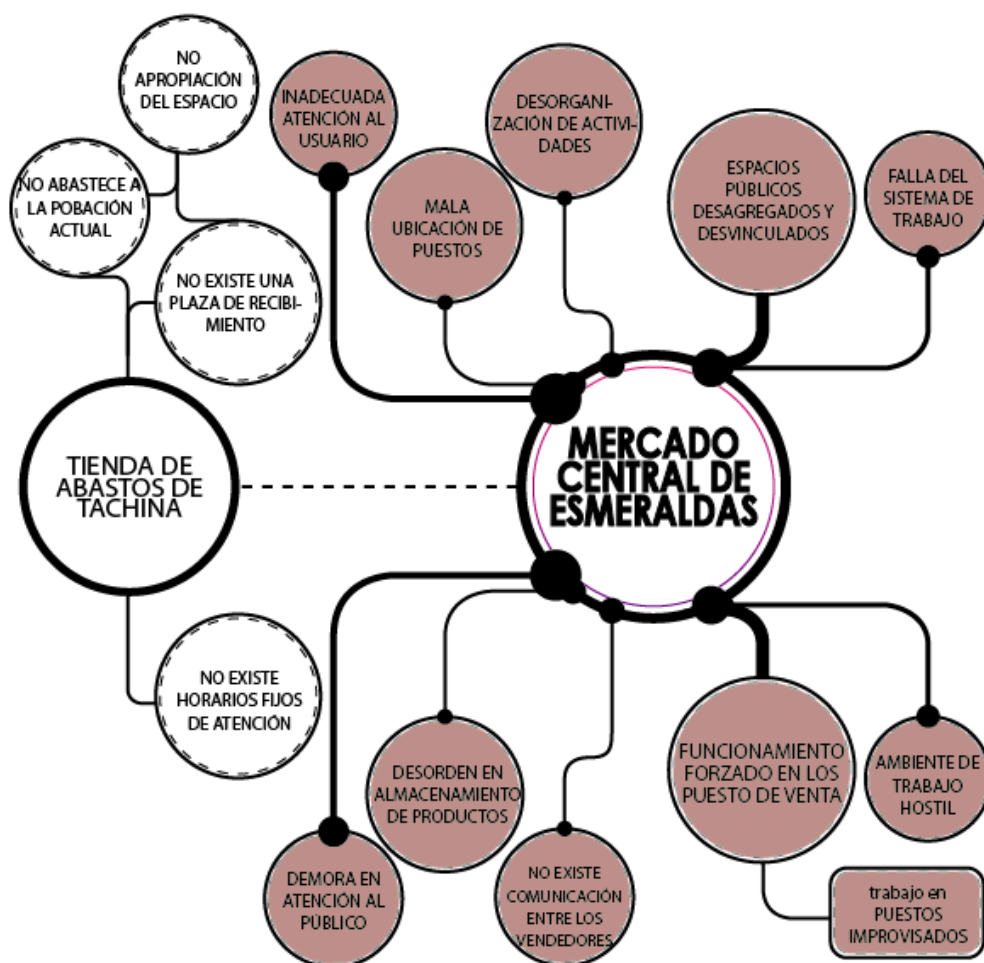 NO
APROPIACIÓN
DEL ESPACIO
NO ABASTECE A
LA POBACIÓN
ACTUAL
NO EXISTE UNA
PLAZA DE RECIBI-
MIENTO
TIENDA DE
ABASTOS DE
TACHINA
NO EXISTE
HORARIOS FIJOS
DE ATENCIÓN
INADECUADA
ATENCIÓN AL
USUARIO
MALA
UBICACIÓN DE
PUESTOS
DESORGANI-
ZACIÓN DE ACTIVI-
DADES
ESPACIOS
PÚBLICOS
DESAGREGADOS Y
DESVINCULADOS
FALLA DEL
SISTEMA DE
TRABAJO
MERCADO
CENTRAL DE
ESMERALDAS
DEMORA EN
ATENCIÓN AL
PÚBLICO
DESORDEN EN
ALMACENAMIENTO
DE PRODUCTOS
NO EXISTE
COMUNICACIÓN
ENTRE LOS
VENDEDORES
FUNCIONAMIENTO
FORZADO EN LOS
PUESTO DE VENTA
AMBIENTE DE
TRABAJO
HOSTIL
trabajo en
PUESTOS
IMPROVISADOS